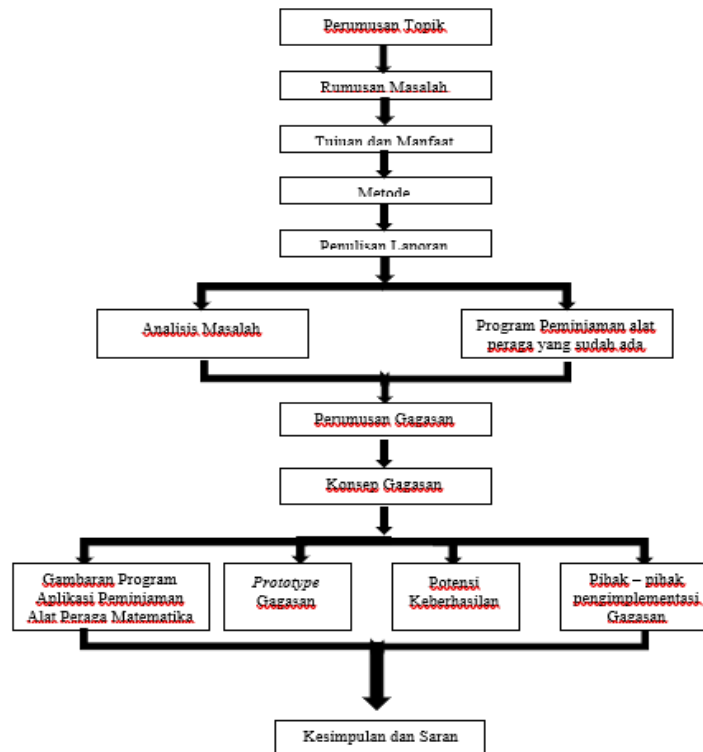 Perumusan Topik
Rumusan Masalah
Tujuan dan Manfaat
Metode
Penulisan Laporan
Analisis Masalah
Program Peminjaman alat
peraga yang sudah ada
Perumusan Gagasan
Konsep Gagasan
Gambaran Program
Aplikasi Peminjaman
Alat Peraga Matematika
Prototype
Gagasan
Potensi
Keberhasilan
Pihak – pihak
pengimplementasi
Gagasan
Kesimpulan dan Saran